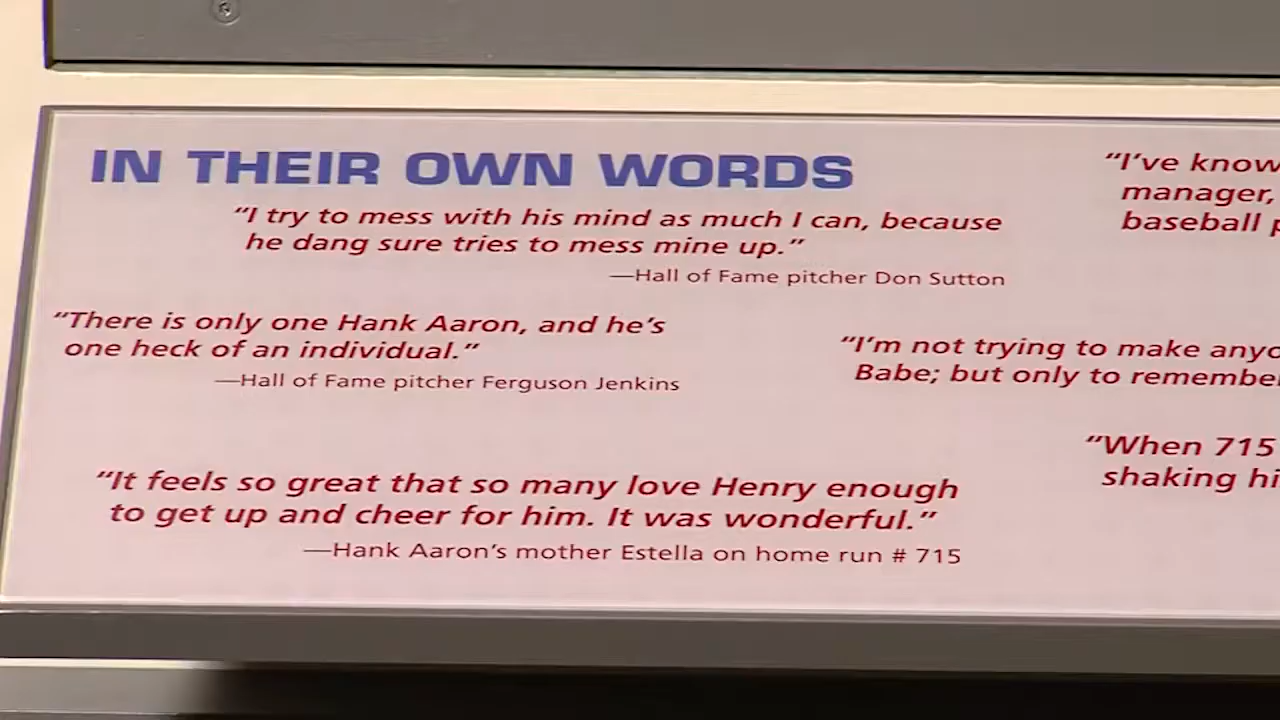 IN THEIR OWN WORDS
“I try to mess with his mind as much I can, because
he dang sure tries to mess mine up.”
—Hall of Fame pitcher Don Sutton
“There is only one Hank Aaron, and he’s
one heck of an individual.”
—Hall of Fame pitcher Ferguson Jenkins
“It feels so great that so many love Henry enough
to get up and cheer for him. It was wonderful.”
—Hank Aaron’s mother Estella on home run # 715
“I’ve
manager,
baseball
“I’m not trying to make
Babe; but only to
“When 715
shaking